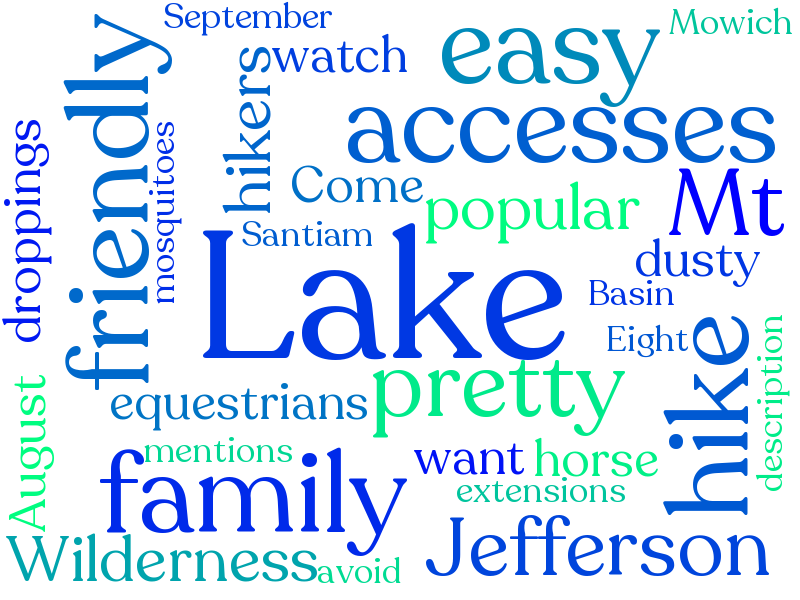 September
Mowich
easy
watch
friendly
hikers
accesses
droppings
mosquitoes
Come
popular
Mt
Santiam
Lake
dusty
Basin
Eight
hike
description
pretty
equestrians
August
mentions
family
want
horse
extensions
Wilderness
avoid
Jefferson